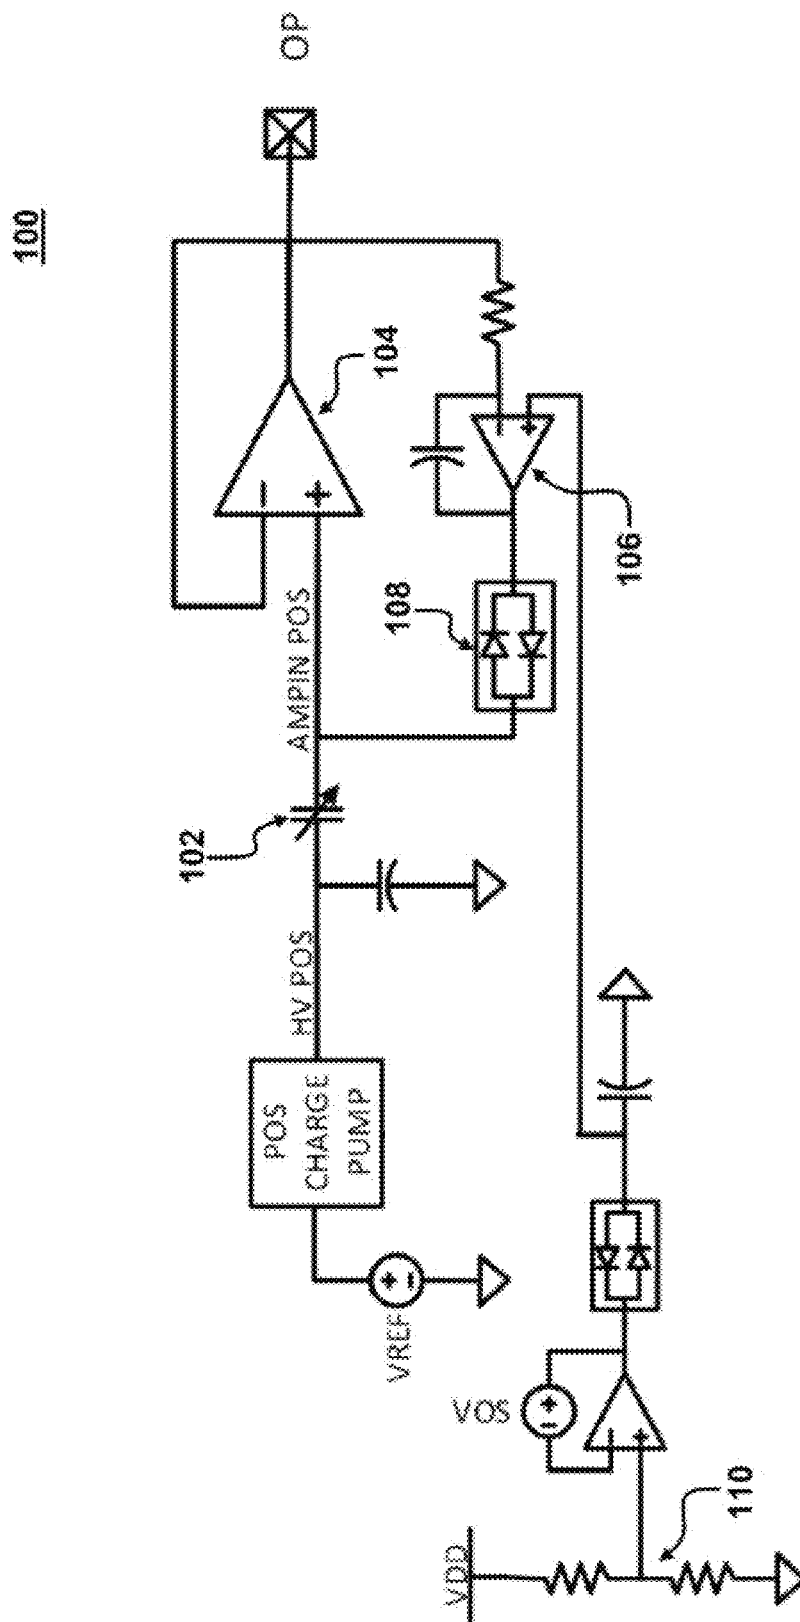 100
OP
104
AMPIN POS
108
106
102
HV POS
POS
CHARGE
PUMP
VREF
VOS
VDD
110